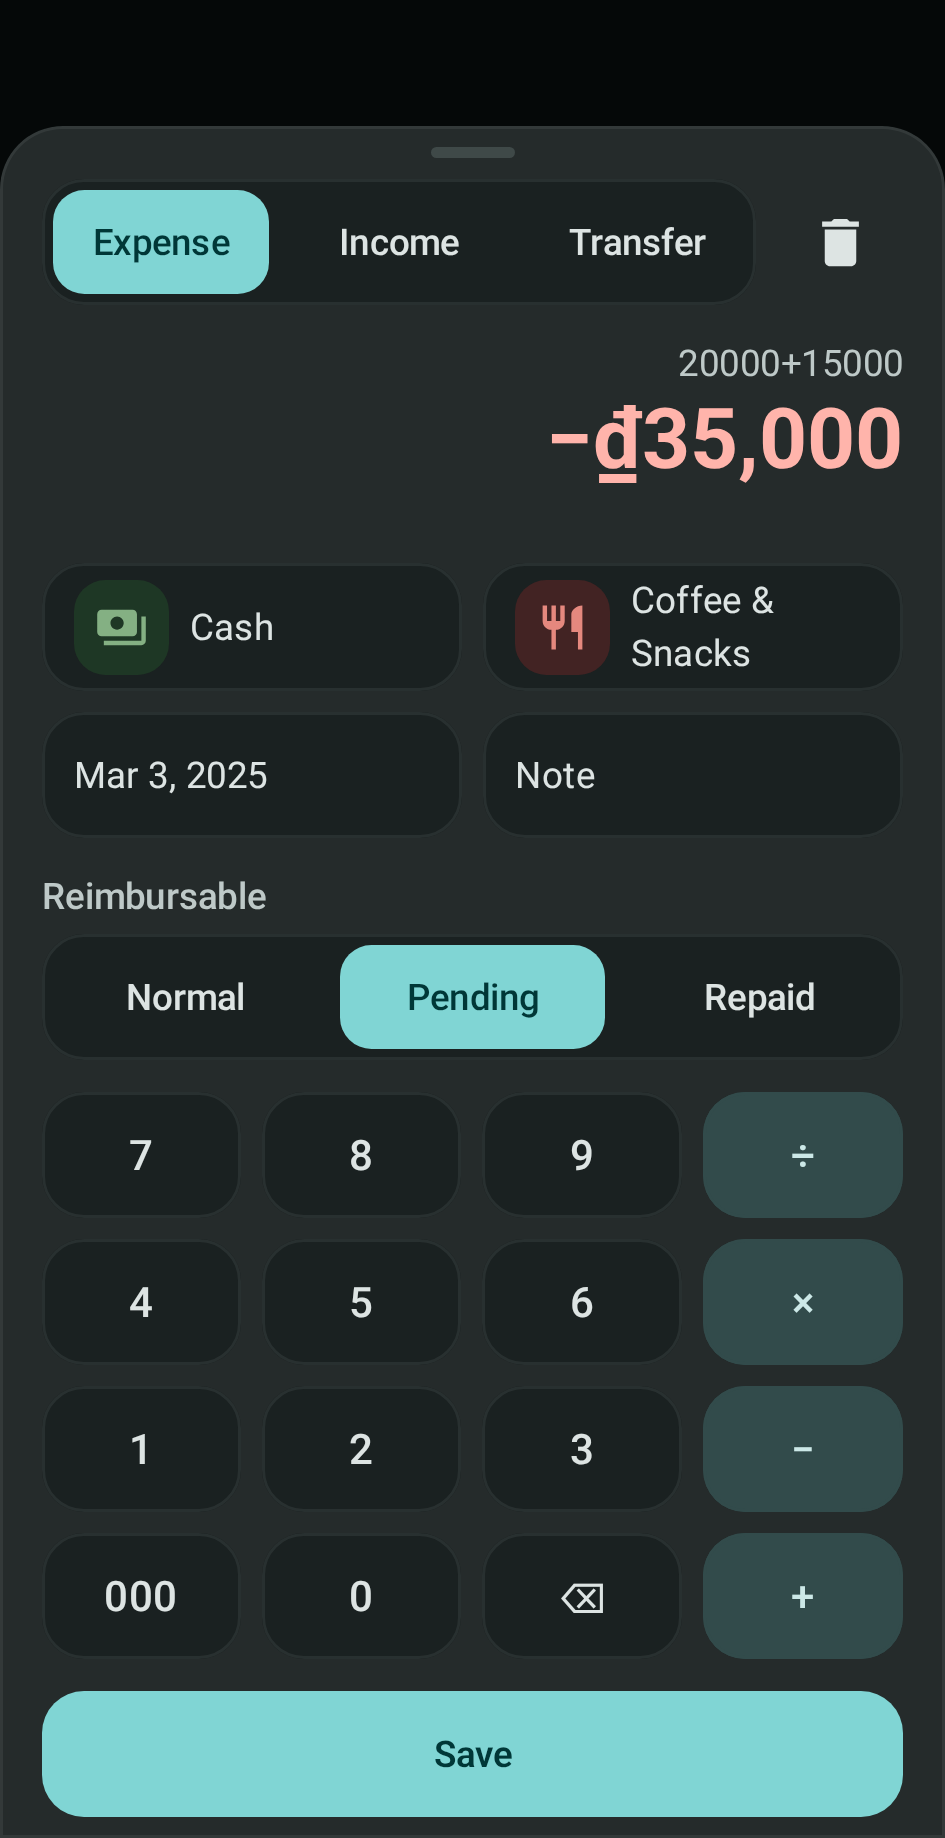 Expense Income Transfer
20000+15000
−₫35,000
Cash
Coffee &
Snacks
Mar 3, 2025 Note
Reimbursable
Normal Pending Repaid
7 8 9 ÷
4 5 6 ×
1 2 3 −
000 0 +
Save